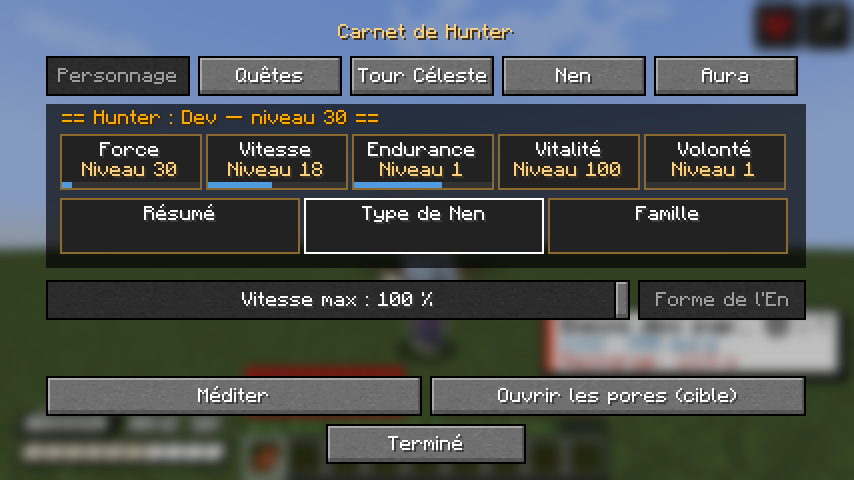 Carnet de Hunter
Personnage
Quêtes
Tour Céleste
Nen
Aura
== Hunter : Dev — niveau 30 ==
Force
Niveau 30
Vitesse
Niveau 18
Endurance
Niveau 1
Vitalité
Niveau 100
Volonté
Niveau 1
Résumé
Type de Nen
Famille
Vitesse max : 100 %
Forme de l'En
Méditer
Ouvrir les pores (cible)
Terminé